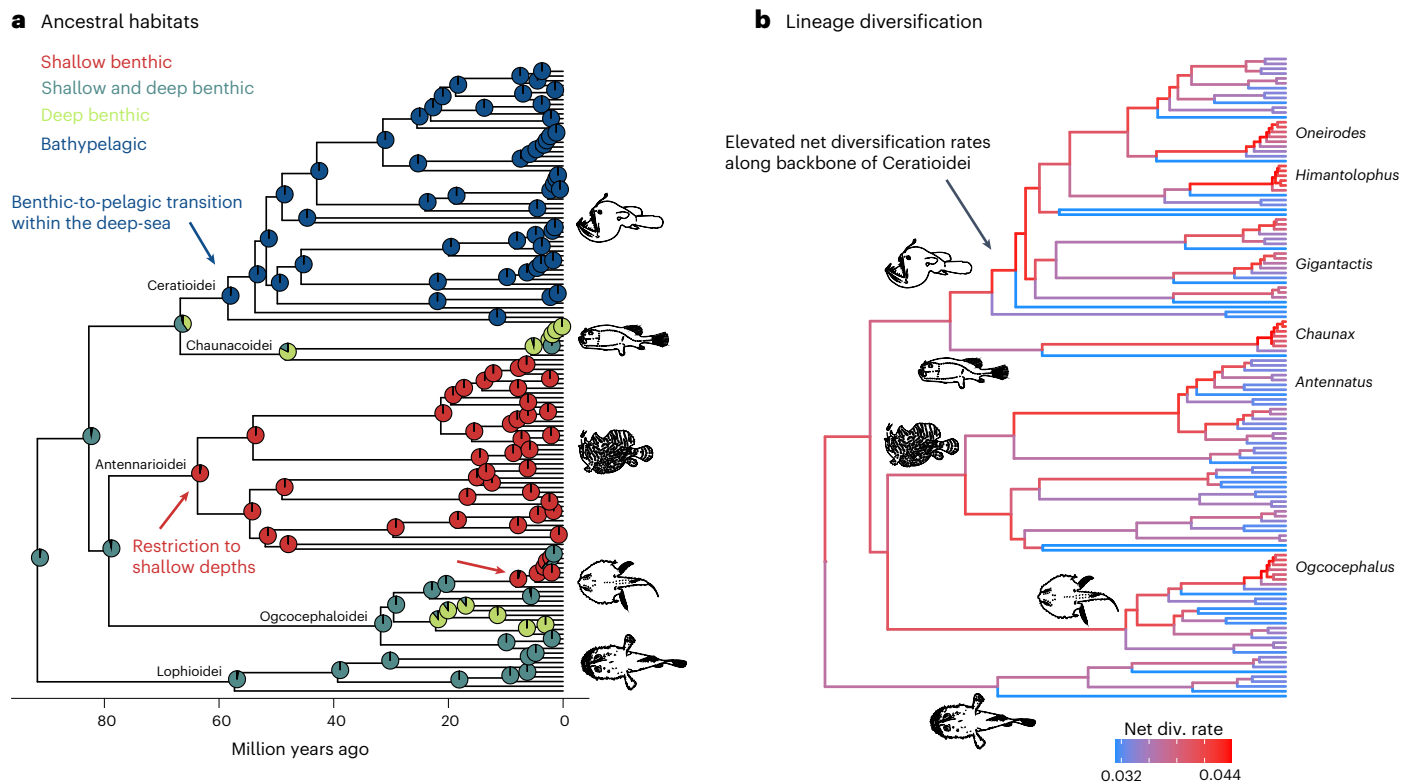 a Ancestral habitats
Shallow benthic
Shallow and deep benthic
Deep benthic
Bathypelagic
Benthic-to-pelagic transition
within the deep-sea
Ceratioidei
Chaunacoidei
Antennarioidei
Restriction to
shallow depths
Ogcocephaloidei
Lophioidei
80 60 40 20 0
Million years ago
b Lineage diversification
Elevated net diversification rates
along backbone of Ceratioidei
Oneirodes
Himantolophus
Gigantactis
Chaunax
Antennatus
Ogcocephalus
Net div. rate
0.032 0.044